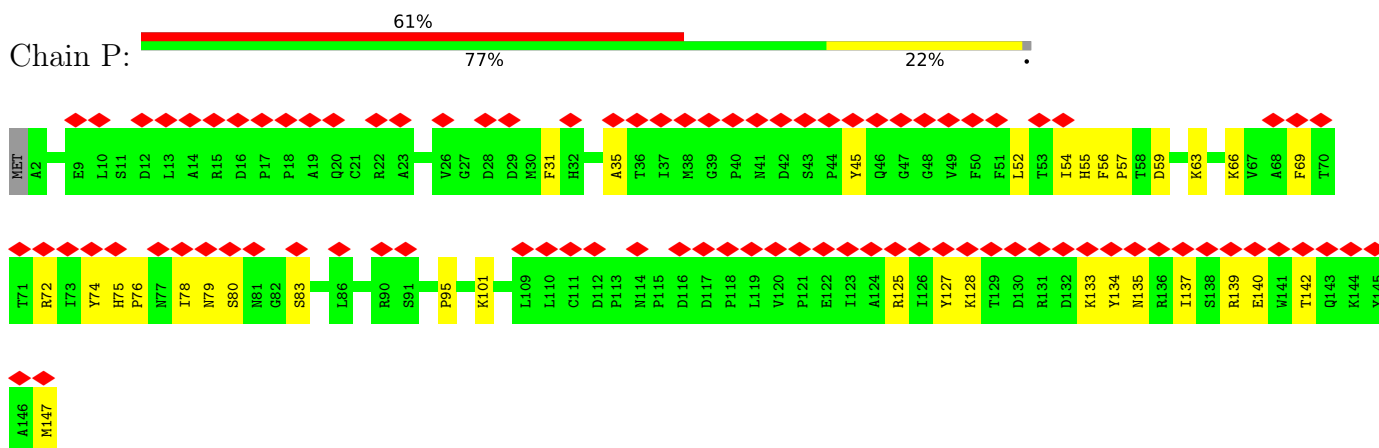 61%
Chain P:
77% 22% •
MET A2 E9 L10 S11 D12 L13 A14 R15 D16 P17 P18 A19 Q20 C21 R22 A23 V26 G27 D28 D29 M30 F31 H32 A35 T36 I37 M38 G39 P40 N41 D42 S43 P44 Y45 Q46 G47 G48 V49 F50 F51 L52 T53 I54 H55 F56 P57 T58 D59 K63 K66 V67 A68 F69 T70
T71 R72 I73 Y74 H75 P76 N77 I78 N79 S80 N81 G82 S83 L86 R90 S91 P95 K101 L109 L110 C111 D112 P113 N114 P115 D116 D117 P118 L119 V120 P121 E122 I123 A124 R125 I126 Y127 K128 T129 D130 R131 D132 K133 Y134 N135 R136 I137 S138 R139 E140 W141 T142 Q143 K144 Y145
A146 M147